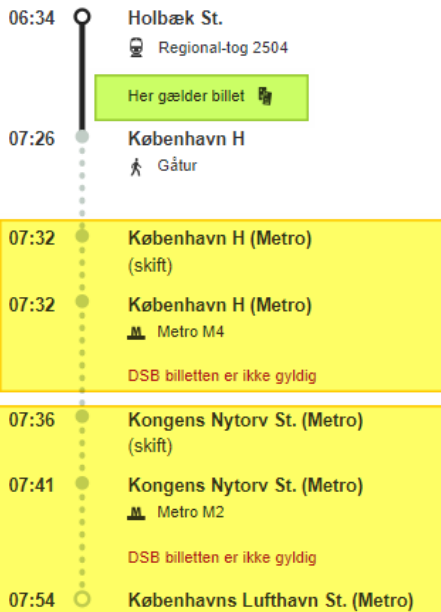 06:34 Holbæk St.
Regional-tog 2504
Her gælder billet
07:26 København H
Gåtur
07:32 København H (Metro)
(skift)
07:32 København H (Metro)
M Metro M4
DSB billetten er ikke gyldig
07:36 Kongens Nytorv St. (Metro)
(skift)
07:41 Kongens Nytorv St. (Metro)
M Metro M2
DSB billetten er ikke gyldig
07:54 Københavns Lufthavn St. (Metro)